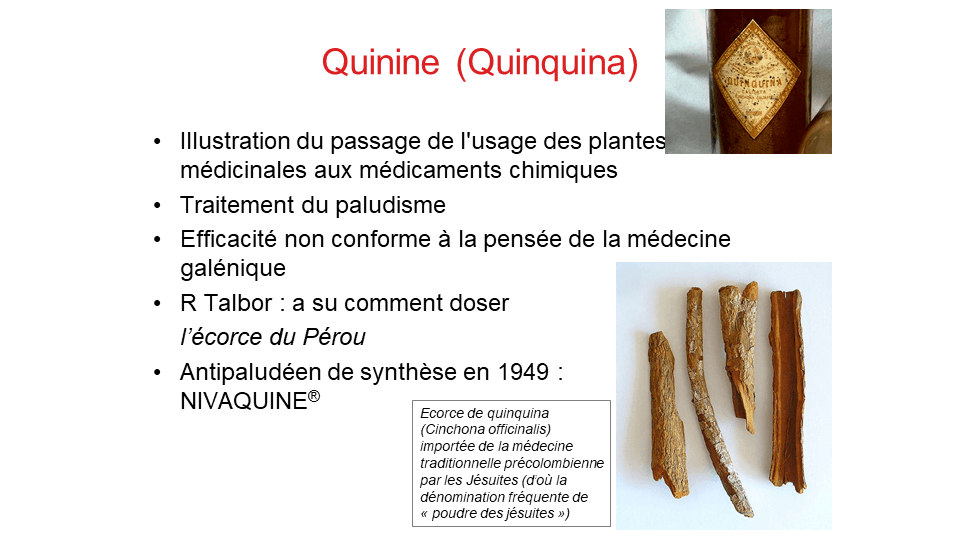 Quinine (Quinquina)
QUINQUINA
• Illustration du passage de l'usage des plantes
médicinales aux médicaments chimiques
• Traitement du paludisme
• Efficacité non conforme à la pensée de la médecine
galénique
• R Talbor : a su comment doser
l’écorce du Pérou
• Antipaludéen de synthèse en 1949 :
NIVAQUINE®
Ecorce de quinquina
(Cinchona officinalis)
importée de la médecine
traditionnelle précolombienne
par les Jésuites (d’où la
dénomination fréquente de
« poudre des jésuites »)